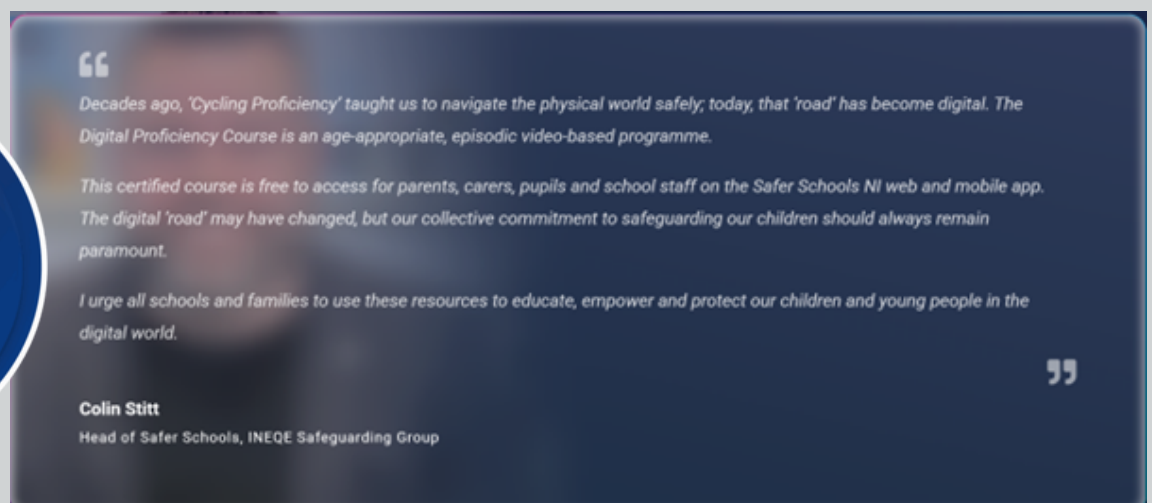 “
Decades ago, 'Cycling Proficiency' taught us to navigate the physical world safely; today, that 'road' has become digital. The
Digital Proficiency Course is an age-appropriate, episodic video-based programme.
This certified course is free to access for parents, carers, pupils and school staff on the Safer Schools NI web and mobile app.
The digital 'road' may have changed, but our collective commitment to safeguarding our children should always remain
paramount.
I urge all schools and families to use these resources to educate, empower and protect our children and young people in the
digital world.
”
Colin Stitt
Head of Safer Schools, INEQE Safeguarding Group